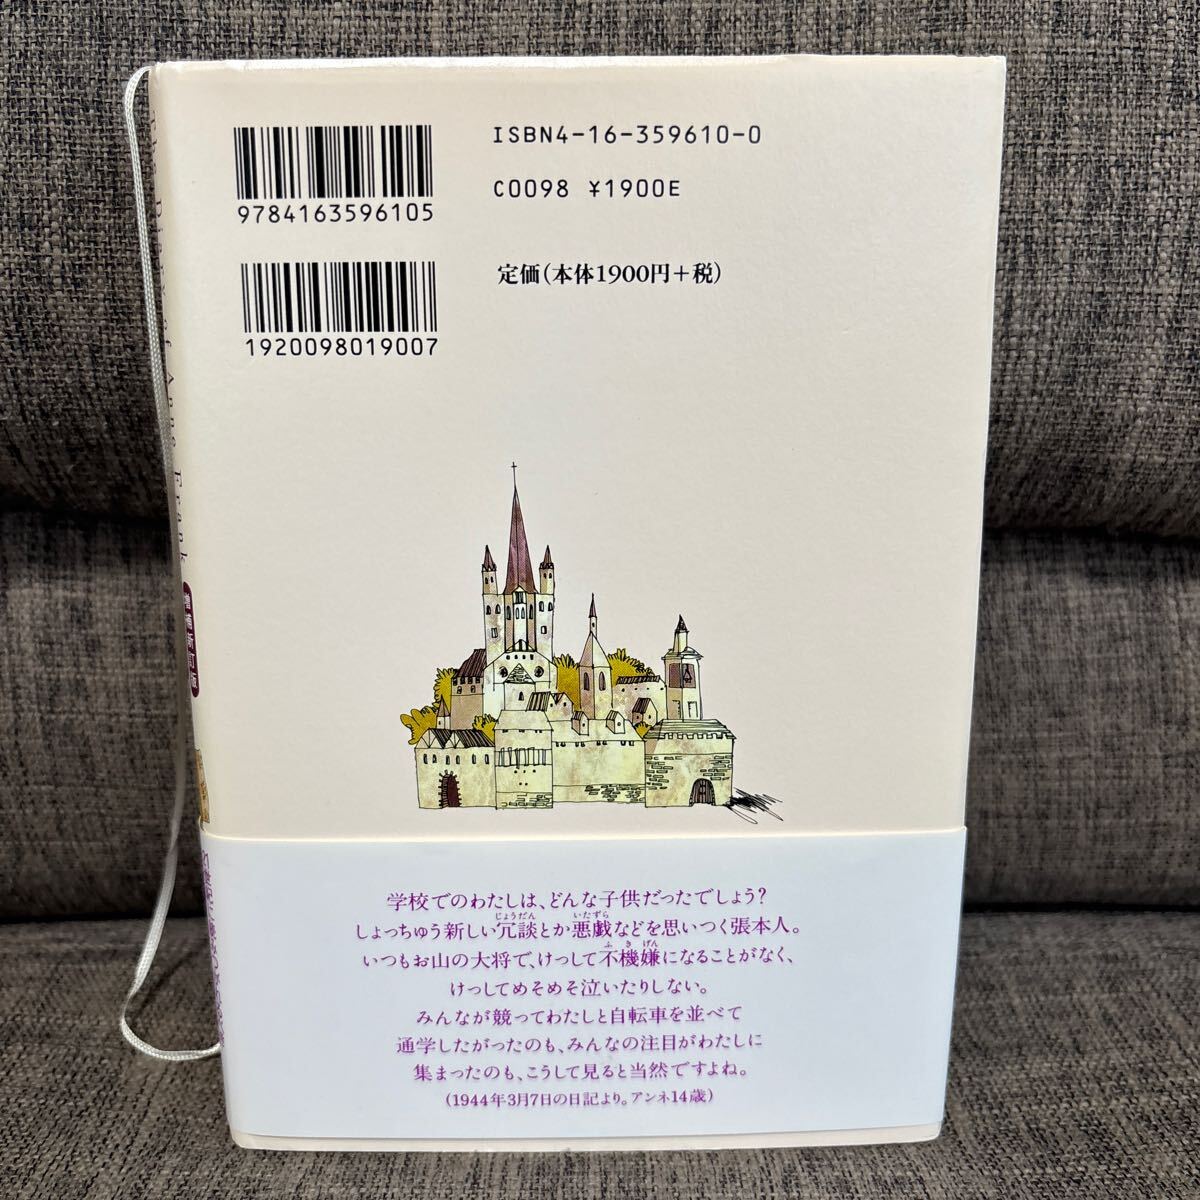 ISBN4-16-359610-0
9784163596105
C0098 ¥1900E
定価(本体1900円+税)
1920098019007
Diary of Anne Frank
増補新訂版
学校でのわたしは、どんな子供だったでしょう?
しょっちゅう新しい冗談とか悪戯などを思いつく張本人。
いつもお山の大将で、けっして不機嫌になることがなく、
けっしてめそめそ泣いたりしない。
みんなが競ってわたしと自転車を並べて
通学したがったのも、みんなの注目がわたしに
集まったのも、こうして見ると当然ですよね。
(1944年3月7日の日記より。アンネ14歳)